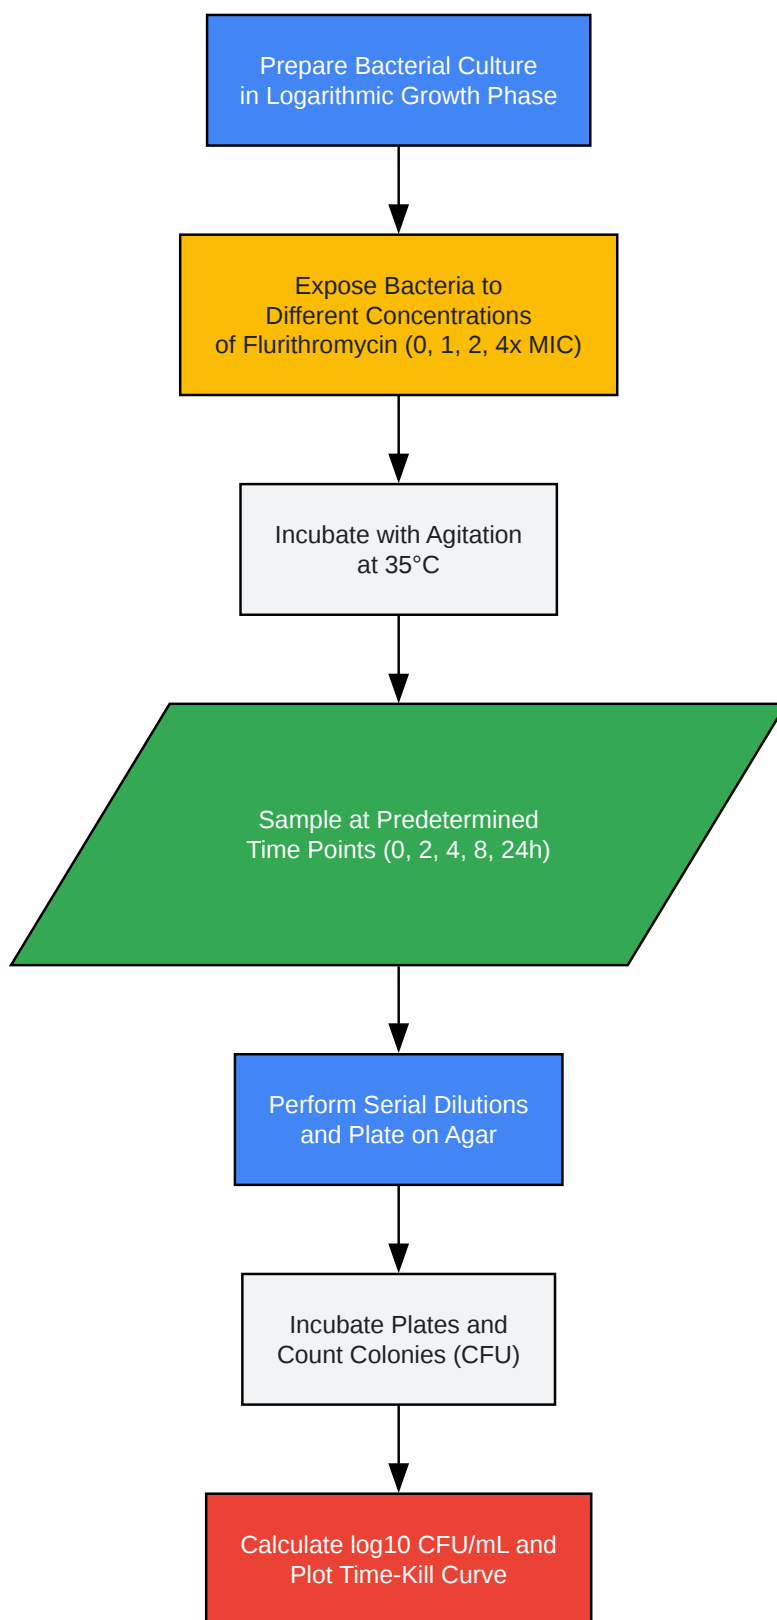 Prepare Bacterial Culture
in Logarithmic Growth Phase
Expose Bacteria to
Different Concentrations
of Flurithromycin (0, 1, 2, 4x MIC)
Incubate with Agitation
at 35°C
Sample at Predetermined
Time Points (0, 2, 4, 8, 24h)
Perform Serial Dilutions
and Plate on Agar
Incubate Plates and
Count Colonies (CFU)
Calculate log10 CFU/mL and
Plot Time-Kill Curve